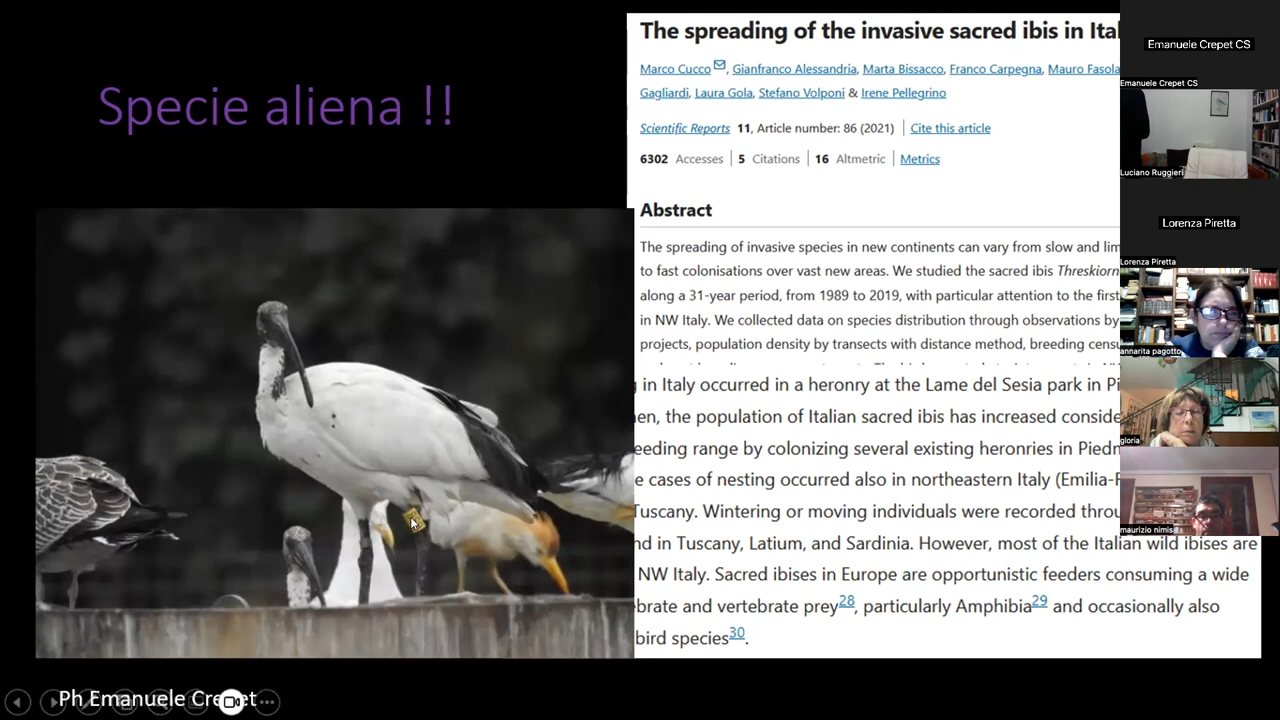 Specie aliena !!
The spreading of the invasive sacred ibis in Ital
Marco Cucco, Gianfranco Alessandria, Marta Bissacco, Franco Carpegna, Mauro Fasola
Gagliardi, Laura Gola, Stefano Volponi & Irene Pellegrino
Scientific Reports 11, Article number: 86 (2021) Cite this article
6302 Accesses 5 Citations 16 Altmetric Metrics
Abstract
The spreading of invasive species in new continents can vary from slow and lim
to fast colonisations over vast new areas. We studied the sacred ibis Threskiorn
along a 31-year period, from 1989 to 2019, with particular attention to the first
in NW Italy. We collected data on species distribution through observations by
projects, population density by transects with distance method, breeding censu
in Italy occurred in a heronry at the Lame del Sesia park in Pi
en, the population of Italian sacred ibis has increased conside
eeding range by colonizing several existing heronries in Piedm
e cases of nesting occurred also in northeastern Italy (Emilia-R
Tuscany. Wintering or moving individuals were recorded throu
nd in Tuscany, Latium, and Sardinia. However, most of the Italian wild ibises are
NW Italy. Sacred ibises in Europe are opportunistic feeders consuming a wide
ebrate and vertebrate prey28, particularly Amphibia29 and occasionally also
bird species30.
Ph Emanuele Crepet
Emanuele Crepet CS
Emanuele Crepet CS
Luciano Ruggieri
Lorenza Piretta
Lorenza Piretta
annarita pagotto
gloria
maurizio nimis